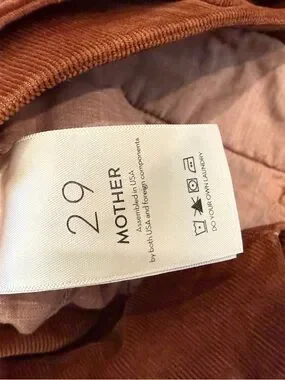 29
MOTHER
Assembled in USA
by both USA and foreign components
DO YOUR OWN LAUNDRY